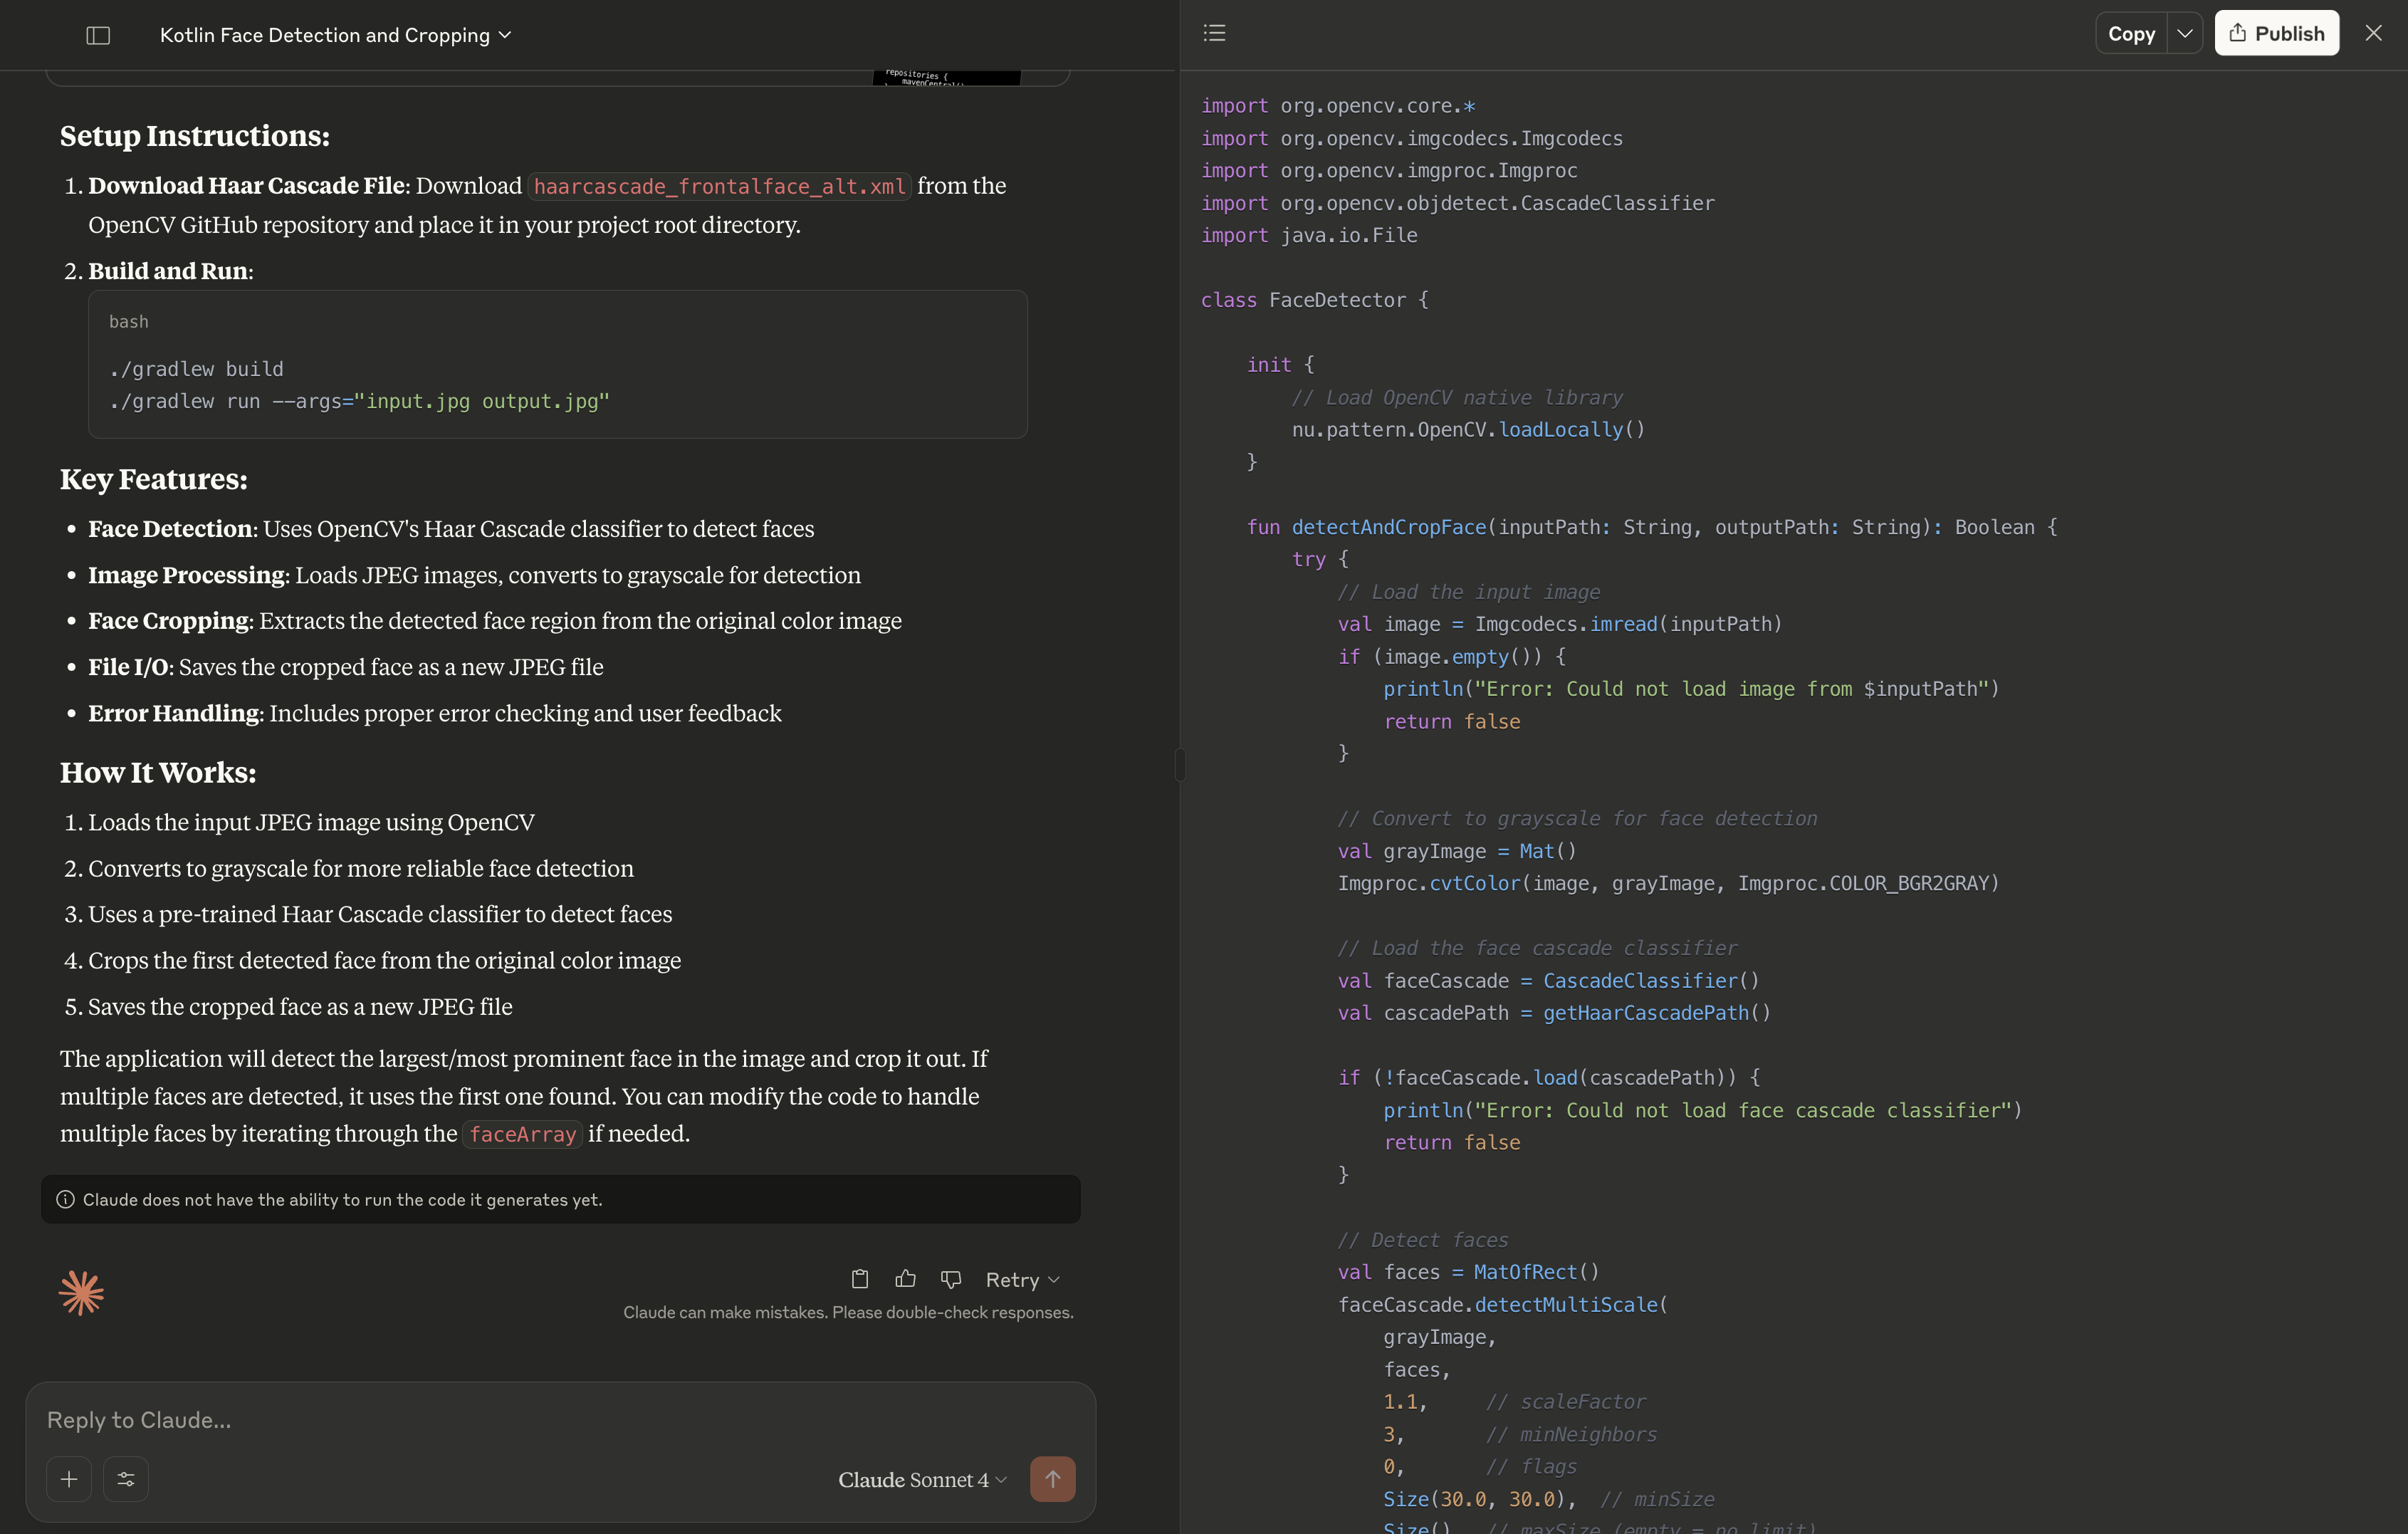 Kotlin Face Detection and Cropping
repositories {
mavenCentral()
Setup Instructions:
1. Download Haar Cascade File: Download haarcascade_frontalface_alt.xml from the
OpenCV GitHub repository and place it in your project root directory.
2. Build and Run:
bash
./gradlew build
./gradlew run --args="input.jpg output.jpg"
Key Features:
• Face Detection: Uses OpenCV's Haar Cascade classifier to detect faces
• Image Processing: Loads JPEG images, converts to grayscale for detection
• Face Cropping: Extracts the detected face region from the original color image
• File I/O: Saves the cropped face as a new JPEG file
• Error Handling: Includes proper error checking and user feedback
How It Works:
1. Loads the input JPEG image using OpenCV
2. Converts to grayscale for more reliable face detection
3. Uses a pre-trained Haar Cascade classifier to detect faces
4. Crops the first detected face from the original color image
5. Saves the cropped face as a new JPEG file
The application will detect the largest/most prominent face in the image and crop it out. If
multiple faces are detected, it uses the first one found. You can modify the code to handle
multiple faces by iterating through the faceArray if needed.
Claude does not have the ability to run the code it generates yet.
Retry
Claude can make mistakes. Please double-check responses.
Reply to Claude...
Claude Sonnet 4
Copy
Publish
import org.opencv.core.*
import org.opencv.imgcodecs.Imgcodecs
import org.opencv.imgproc.Imgproc
import org.opencv.objdetect.CascadeClassifier
import java.io.File
class FaceDetector {
init {
// Load OpenCV native library
nu.pattern.OpenCV.loadLocally()
}
fun detectAndCropFace(inputPath: String, outputPath: String): Boolean {
try {
// Load the input image
val image = Imgcodecs.imread(inputPath)
if (image.empty()) {
println("Error: Could not load image from $inputPath")
return false
}
// Convert to grayscale for face detection
val grayImage = Mat()
Imgproc.cvtColor(image, grayImage, Imgproc.COLOR_BGR2GRAY)
// Load the face cascade classifier
val faceCascade = CascadeClassifier()
val cascadePath = getHaarCascadePath()
if (!faceCascade.load(cascadePath)) {
println("Error: Could not load face cascade classifier")
return false
}
// Detect faces
val faces = MatOfRect()
faceCascade.detectMultiScale(
grayImage,
faces,
1.1, // scaleFactor
3, // minNeighbors
0, // flags
Size(30.0, 30.0), // minSize
Size() // maxSize (empty = no limit)